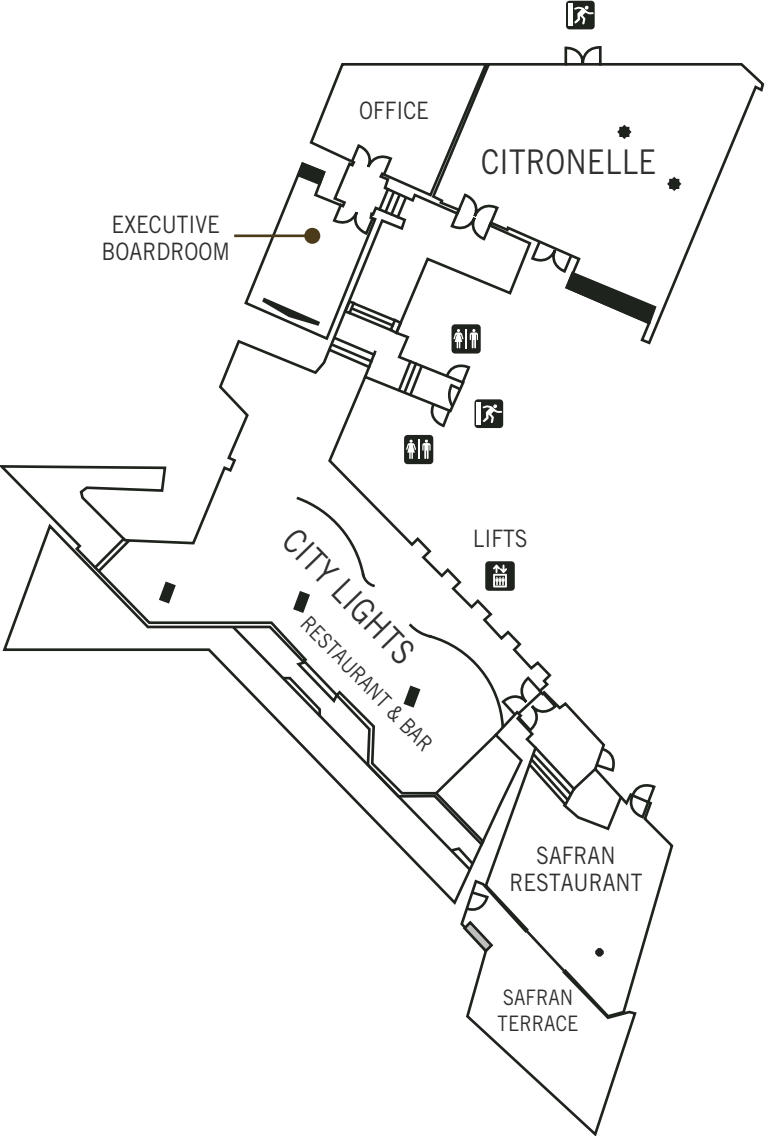 OFFICE
CITRONELLE
EXECUTIVE
BOARDROOM
LIFTS
CITY LIGHTS
RESTAURANT & BAR
SAFRAN
RESTAURANT
SAFRAN
TERRACE